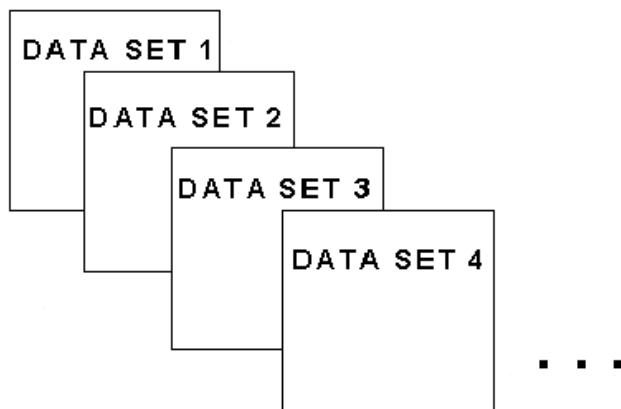 DATA SET 1
DATA SET 2
DATA SET 3
DATA SET 4
. . .